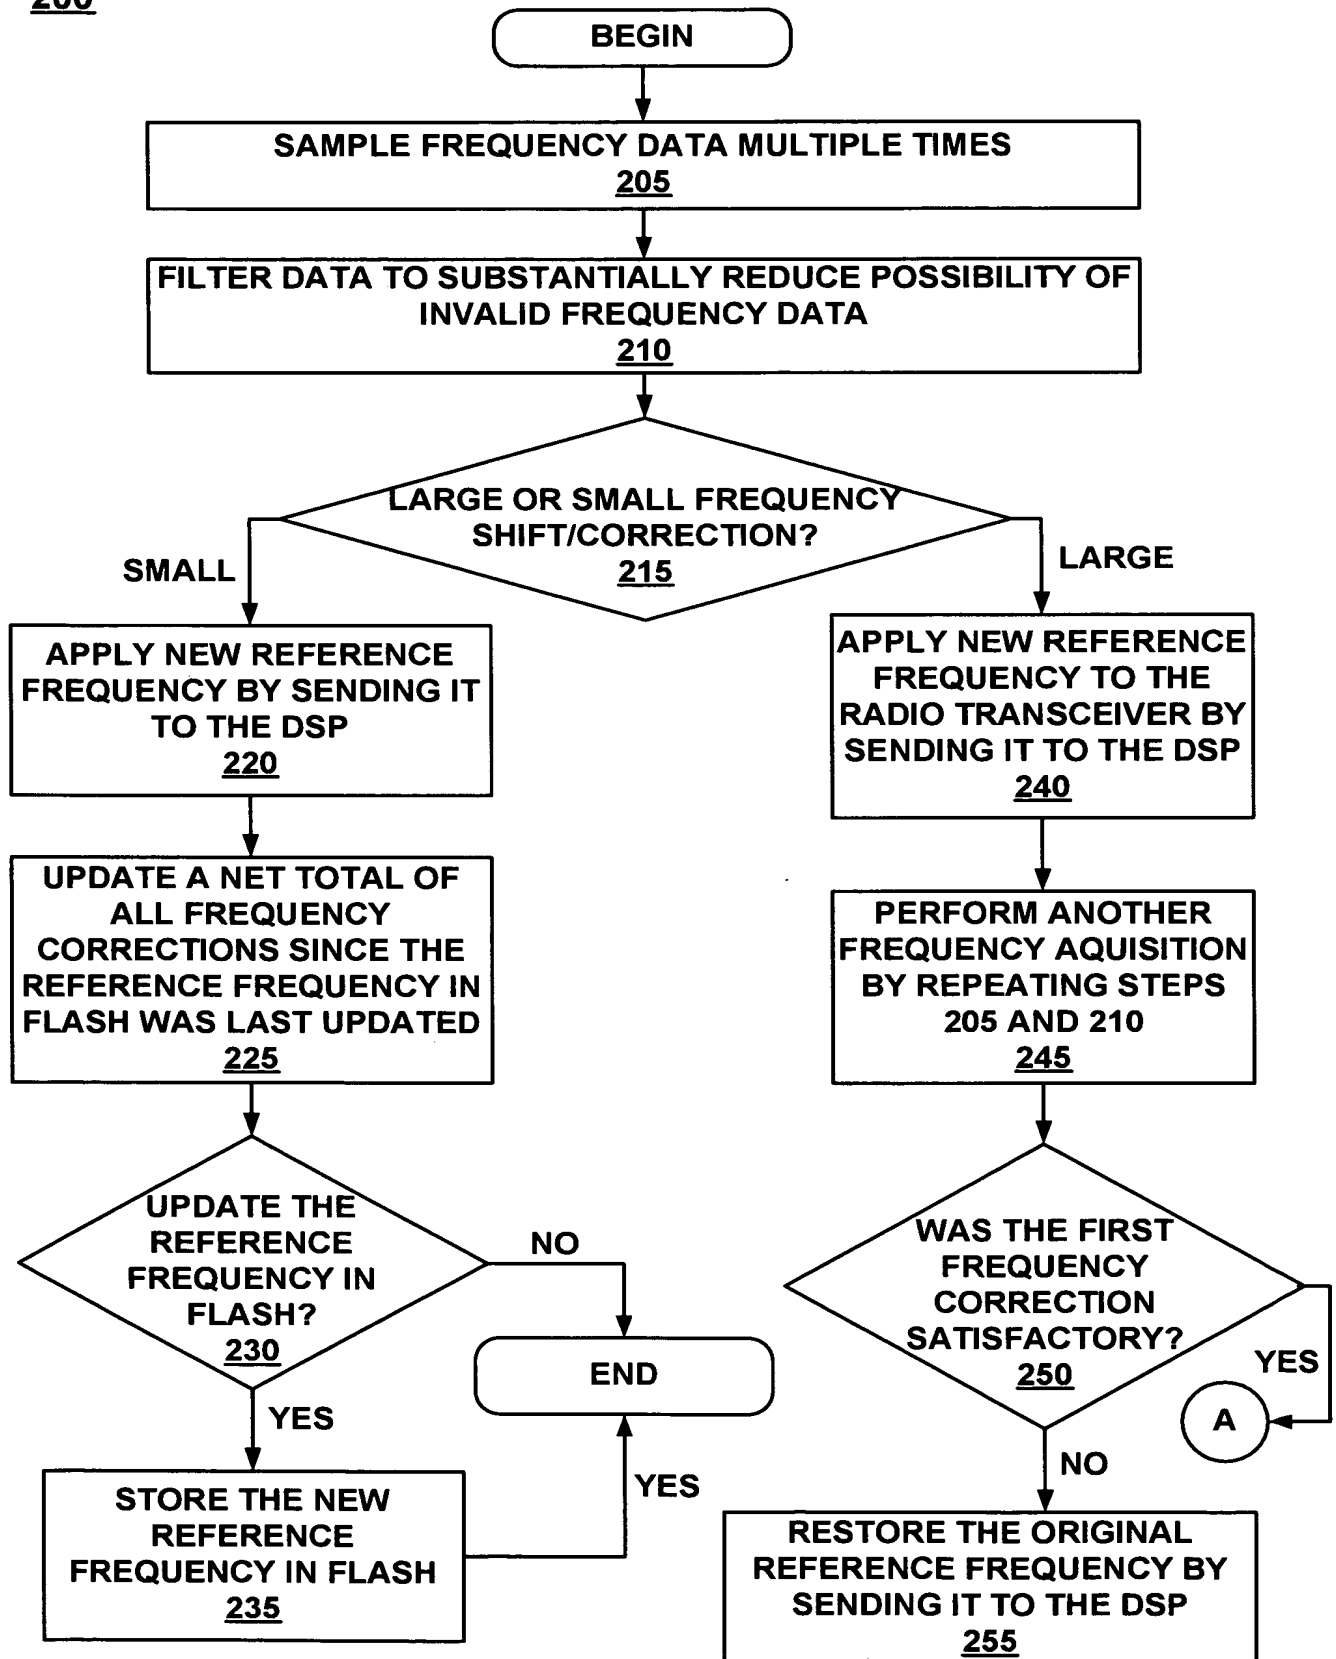 200
BEGIN
SAMPLE FREQUENCY DATA MULTIPLE TIMES
205
FILTER DATA TO SUBSTANTIALLY REDUCE POSSIBILITY OF
INVALID FREQUENCY DATA
210
LARGE OR SMALL FREQUENCY
SHIFT/CORRECTION?
215
SMALL
LARGE
APPLY NEW REFERENCE
FREQUENCY BY SENDING IT
TO THE DSP
220
UPDATE A NET TOTAL OF
ALL FREQUENCY
CORRECTIONS SINCE THE
REFERENCE FREQUENCY IN
FLASH WAS LAST UPDATED
225
UPDATE THE
REFERENCE
FREQUENCY IN
FLASH?
230
NO
END
YES
STORE THE NEW
REFERENCE
FREQUENCY IN FLASH
235
YES
APPLY NEW REFERENCE
FREQUENCY TO THE
RADIO TRANSCEIVER BY
SENDING IT TO THE DSP
240
PERFORM ANOTHER
FREQUENCY AQUISITION
BY REPEATING STEPS
205 AND 210
245
WAS THE FIRST
FREQUENCY
CORRECTION
SATISFACTORY?
250
YES
A
NO
RESTORE THE ORIGINAL
REFERENCE FREQUENCY BY
SENDING IT TO THE DSP
255